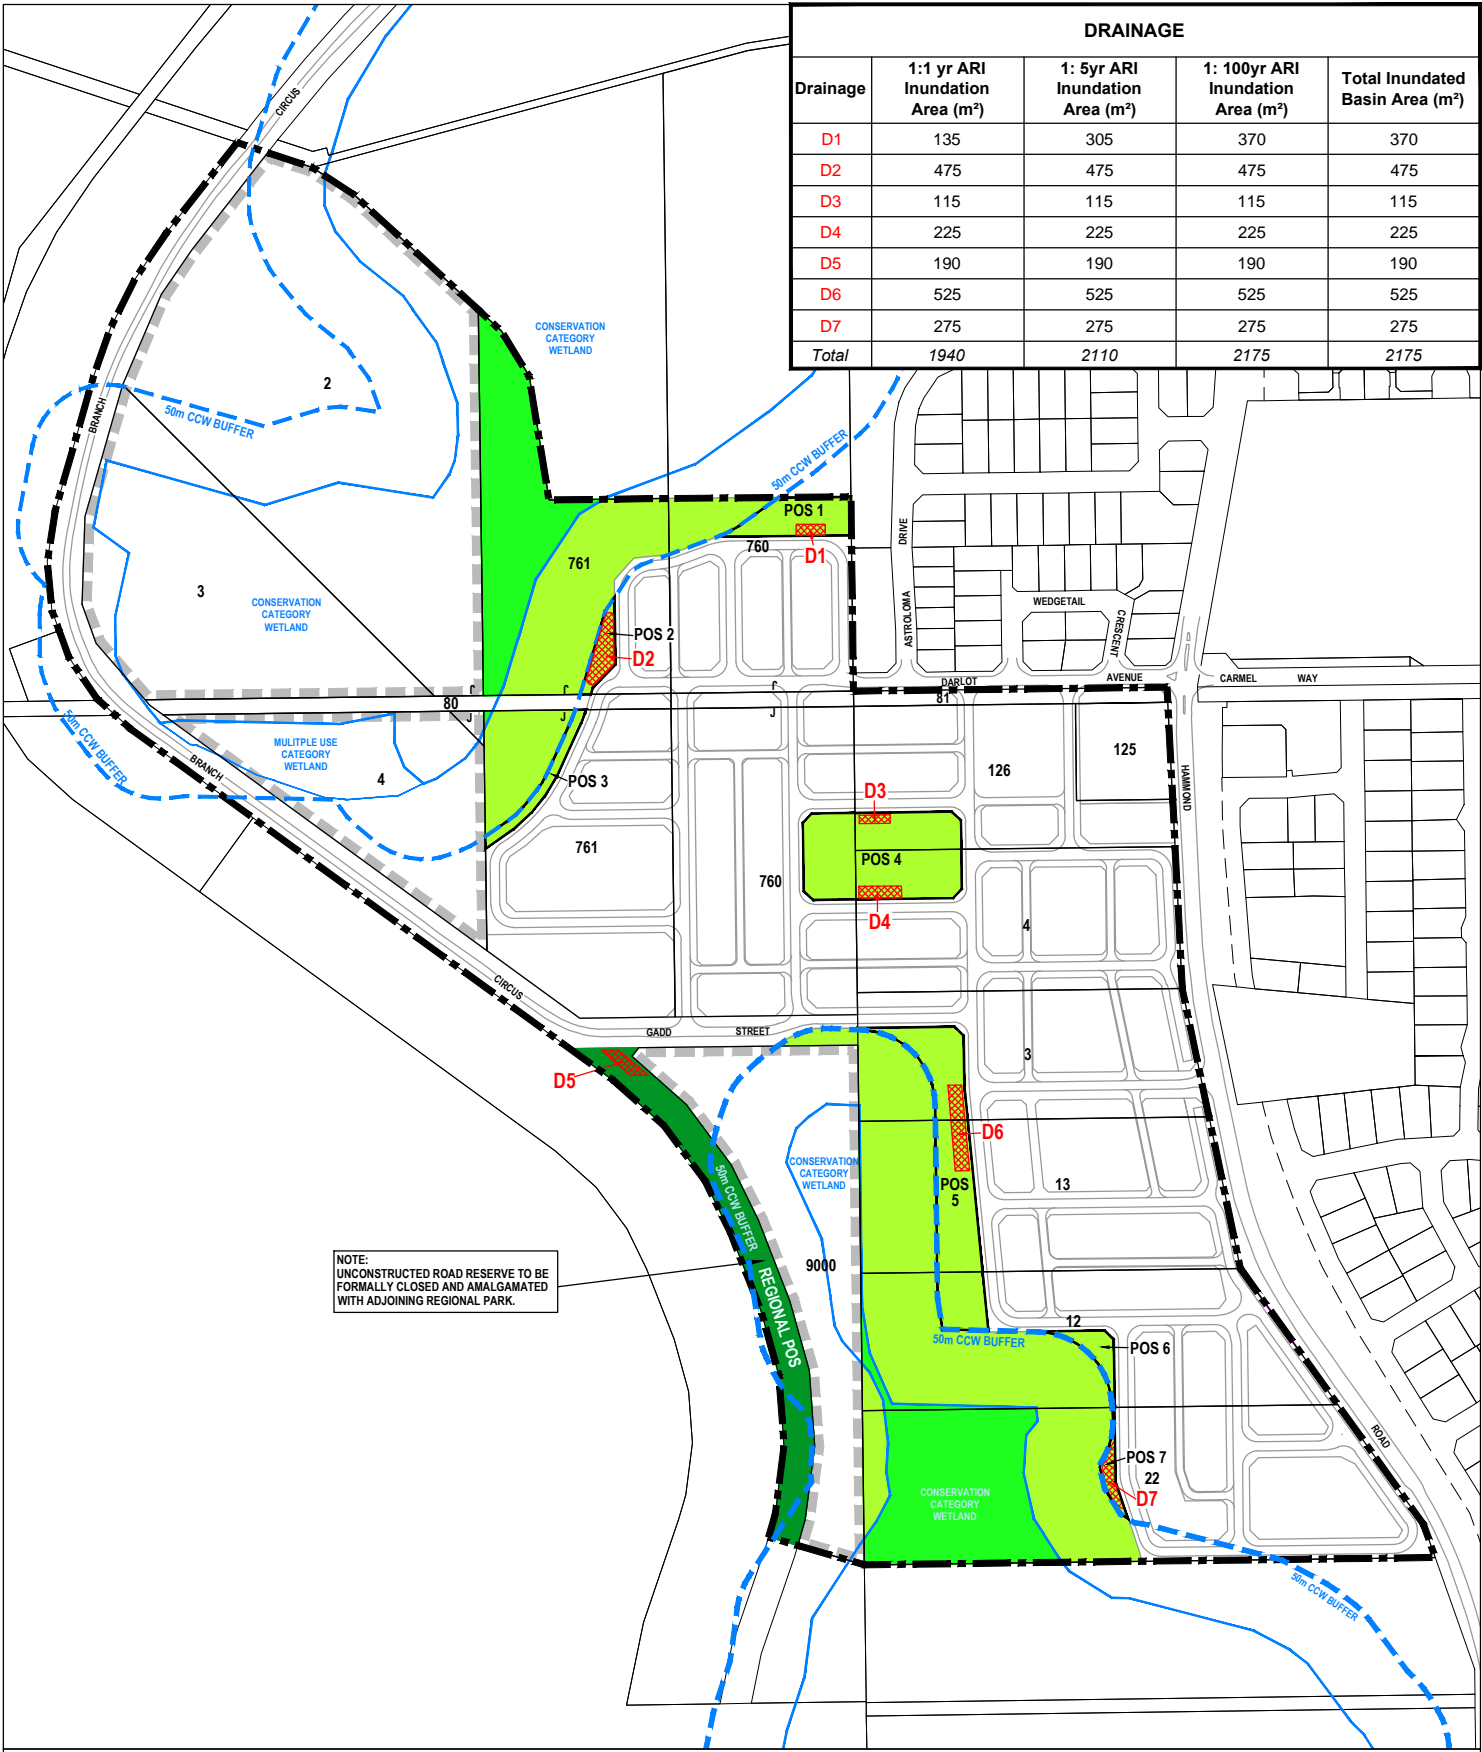 DRAINAGE
Drainage
1:1 yr ARI
Inundation
Area (m²)
1: 5yr ARI
Inundation
Area (m²)
1: 100yr ARI
Inundation
Area (m²)
Total Inundated
Basin Area (m²)
D1 135 305 370 370
D2 475 475 475 475
D3 115 115 115 115
D4 225 225 225 225
D5 190 190 190 190
D6 525 525 525 525
D7 275 275 275 275
Total 1940 2110 2175 2175
CIRCUS
CONSERVATION
CATEGORY
WETLAND
2
50m CCW BUFFER
BRANCH
50m CCW BUFFER
POS 1
D1
760
761
3
CONSERVATION
CATEGORY
WETLAND
POS 2
D2
ASTROLOMA
DRIVE
WEDGETAIL
CRESCENT
DARLOT
AVENUE
CARMEL WAY
80
81
50m CCW BUFFER
MULITPLE USE
CATEGORY
WETLAND
4
BRANCH
POS 3
125
126
HAMMOND
D3
POS 4
D4
761
760
4
CIRCUS
GADD STREET
3
D5
D6
POS
5
13
CONSERVATION
CATEGORY
WETLAND
50m CCW BUFFER
9000
REGIONAL POS
NOTE:
UNCONSTRUCTED ROAD RESERVE TO BE
FORMALLY CLOSED AND AMALGAMATED
WITH ADJOINING REGIONAL PARK.
12
50m CCW BUFFER
POS 6
ROAD
POS 7
22
D7
CONSERVATION
CATEGORY
WETLAND
50m CCW BUFFER